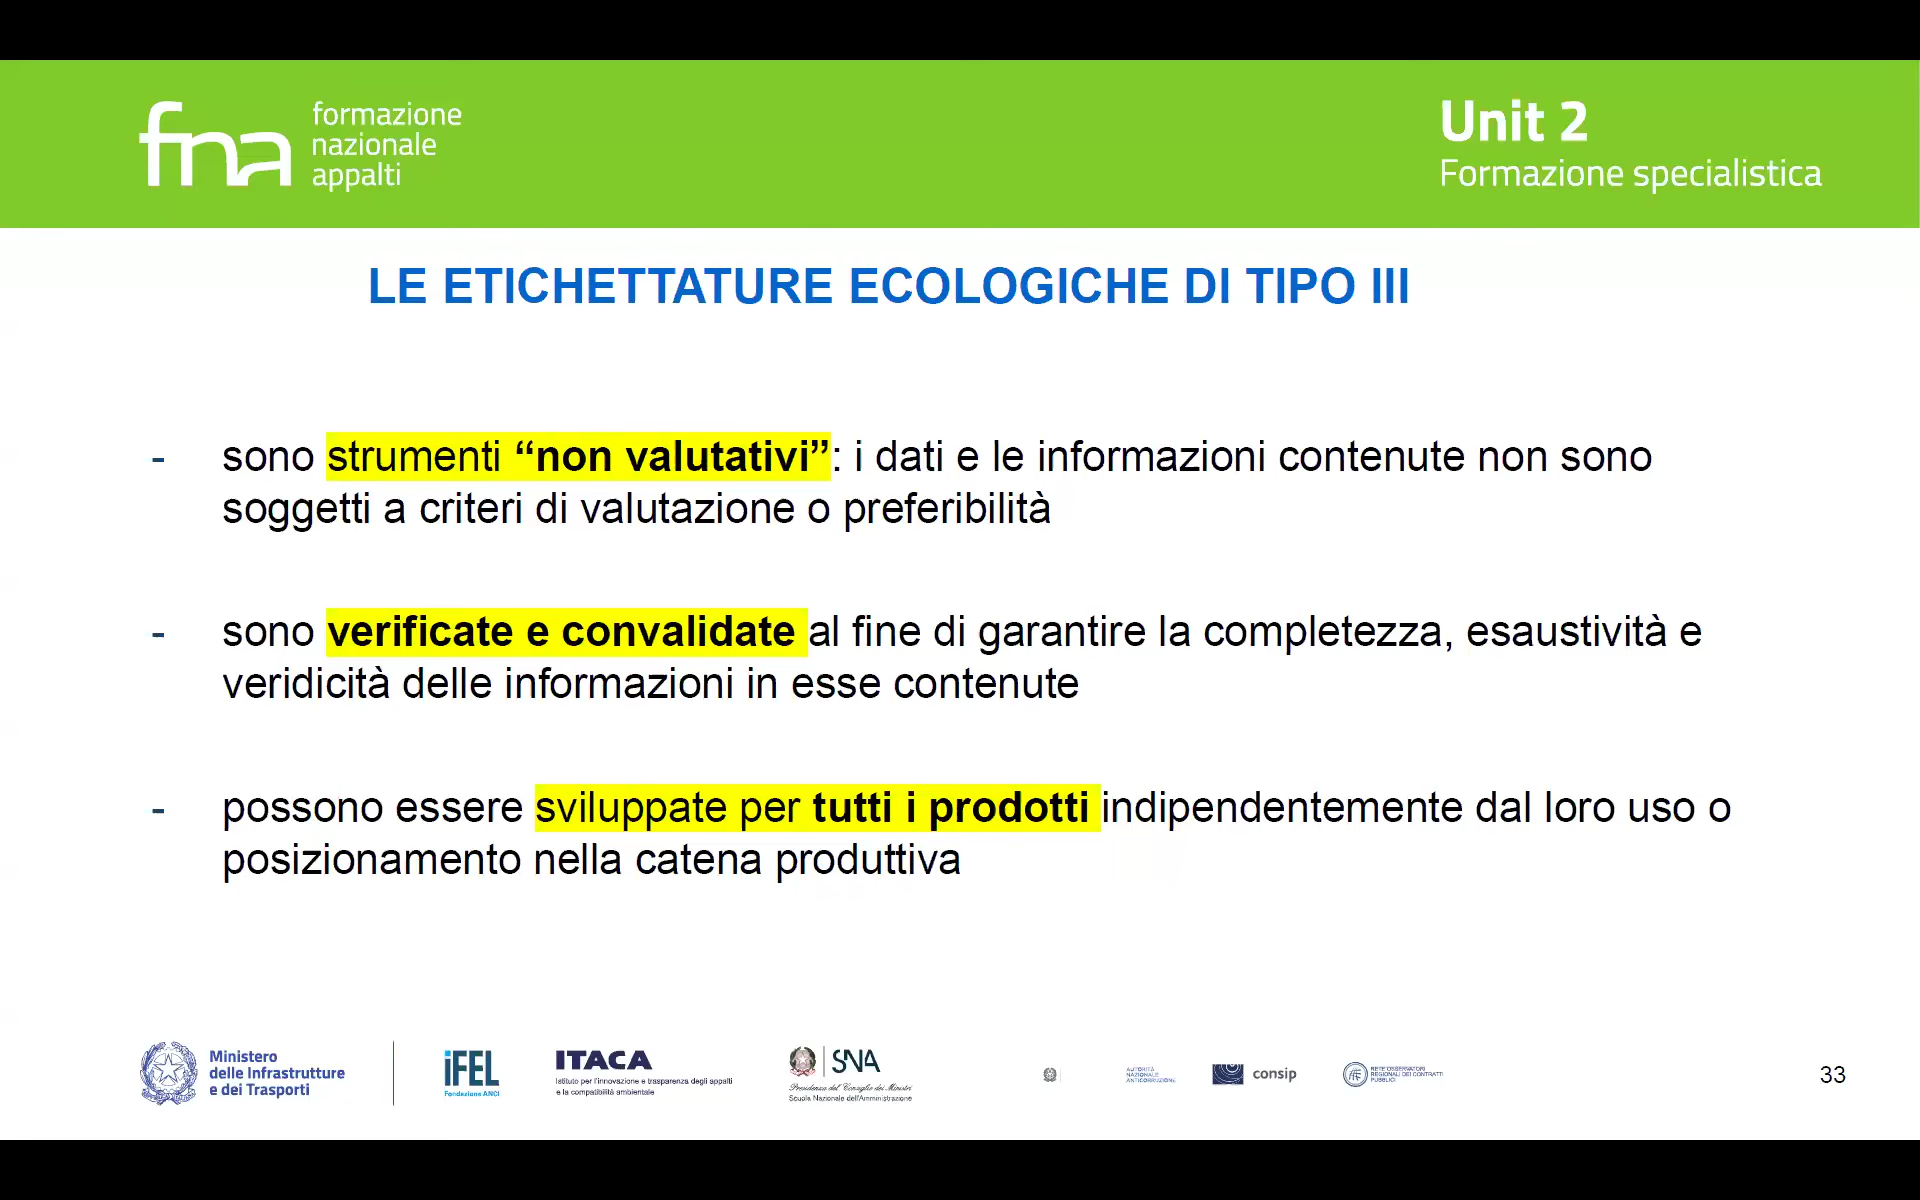 fna
formazione
nazionale
appalti
Unit 2
Formazione specialistica
LE ETICHETTATURE ECOLOGICHE DI TIPO III
- sono strumenti “non valutativi”: i dati e le informazioni contenute non sono
soggetti a criteri di valutazione o preferibilità
- sono verificate e convalidate al fine di garantire la completezza, esaustività e
veridicità delle informazioni in esse contenute
- possono essere sviluppate per tutti i prodotti indipendentemente dal loro uso o
posizionamento nella catena produttiva
Ministero
delle Infrastrutture
e dei Trasporti
iFEL
Fondazione ANCI
ITACA
Istituto per l'innovazione e trasparenza degli appalti
e la compatibilità ambientale
SNA
Presidenza del Consiglio dei Ministri
Scuola Nazionale dell'Amministrazione
AUTORITÀ
NAZIONALE
ANTICORRUZIONE
consip
RETE OSSERVATORI
REGIONALI DEI CONTRATTI
PUBBLICI
33